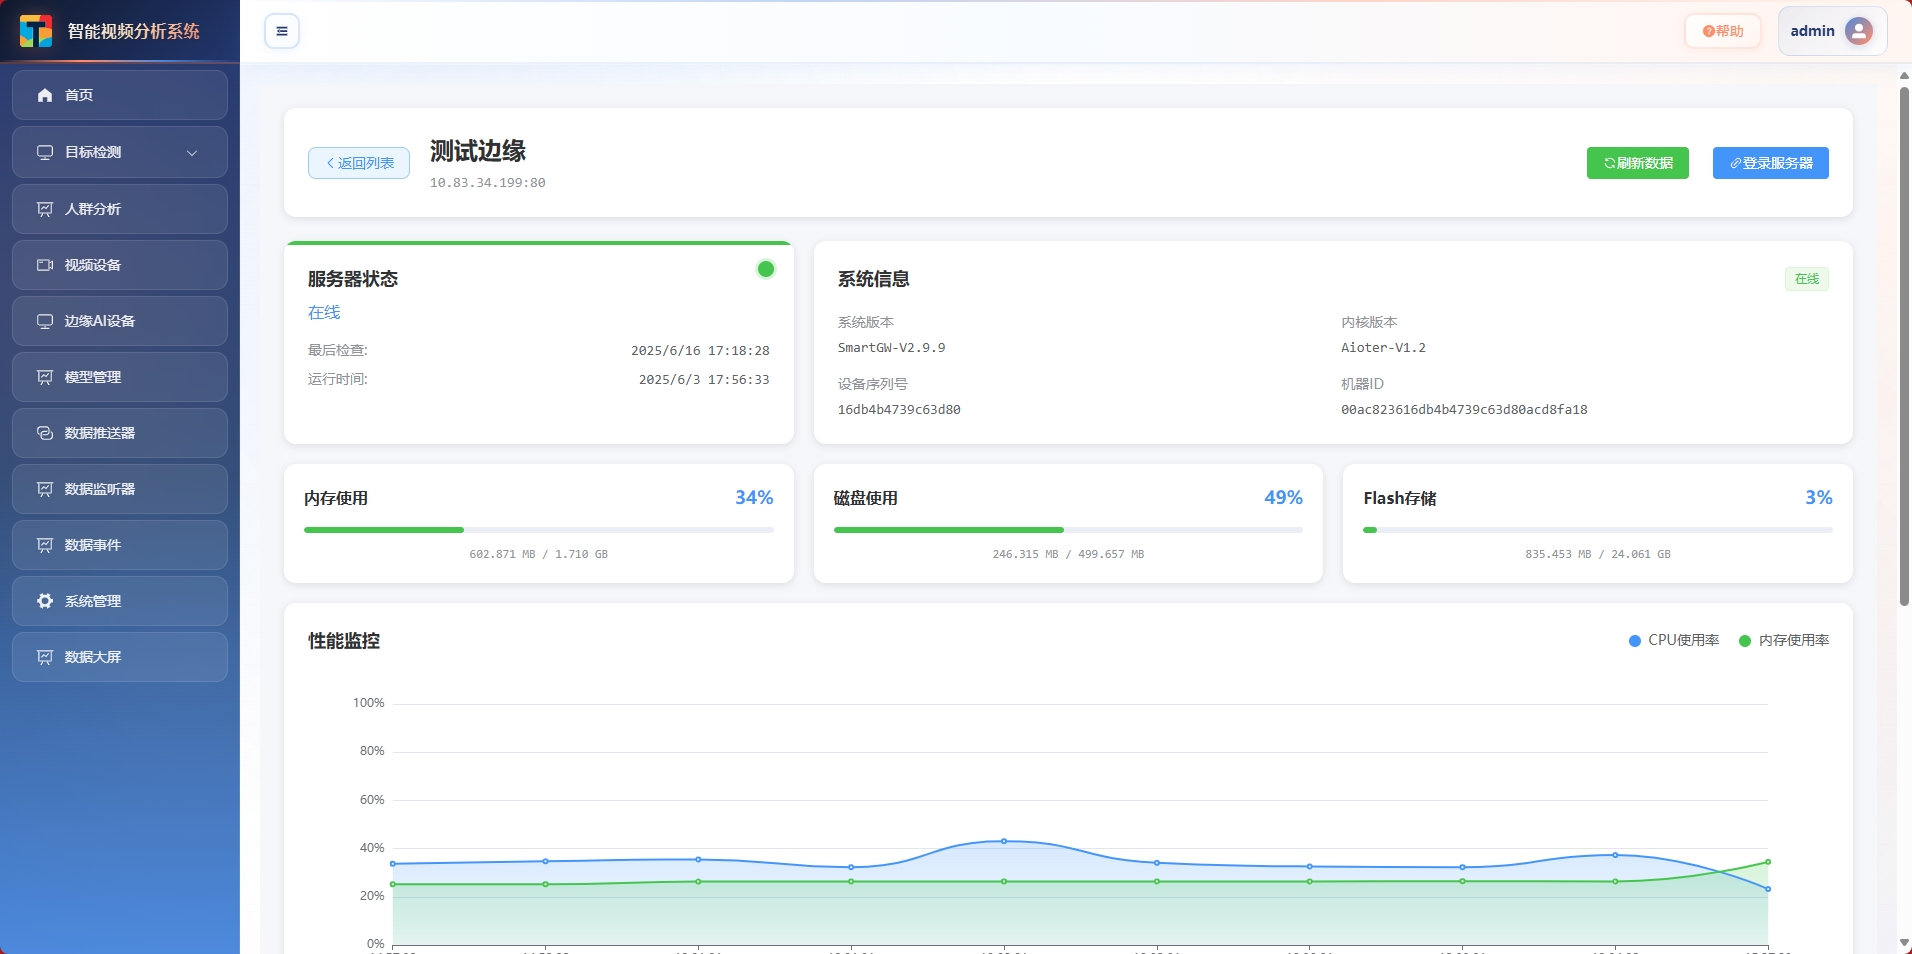 智能视频分析系统
帮助
admin
首页
目标检测
人群分析
视频设备
边缘AI设备
模型管理
数据推送器
数据监听器
数据事件
系统管理
数据大屏
返回列表
测试边缘
10.83.34.199:80
刷新数据
登录服务器
服务器状态
在线
最后检查:
2025/6/16 17:18:28
运行时间:
2025/6/3 17:56:33
系统信息
在线
系统版本
SmartGW-V2.9.9
内核版本
Aioter-V1.2
设备序列号
16db4b4739c63d80
机器ID
00ac823616db4b4739c63d80acd8fa18
内存使用
34%
602.871 MB / 1.710 GB
磁盘使用
49%
246.315 MB / 499.657 MB
Flash存储
3%
835.453 MB / 24.061 GB
性能监控
CPU使用率
内存使用率
100%
80%
60%
40%
20%
0%